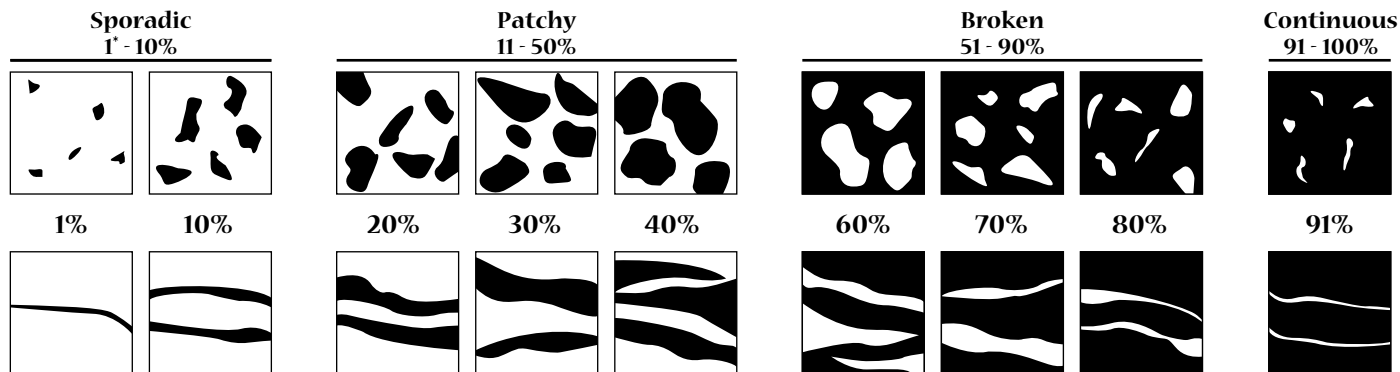 Sporadic
1* - 10%
Patchy
11 - 50%
Broken
51 - 90%
Continuous
91 - 100%
1%
10%
20%
30%
40%
60%
70%
80%
91%